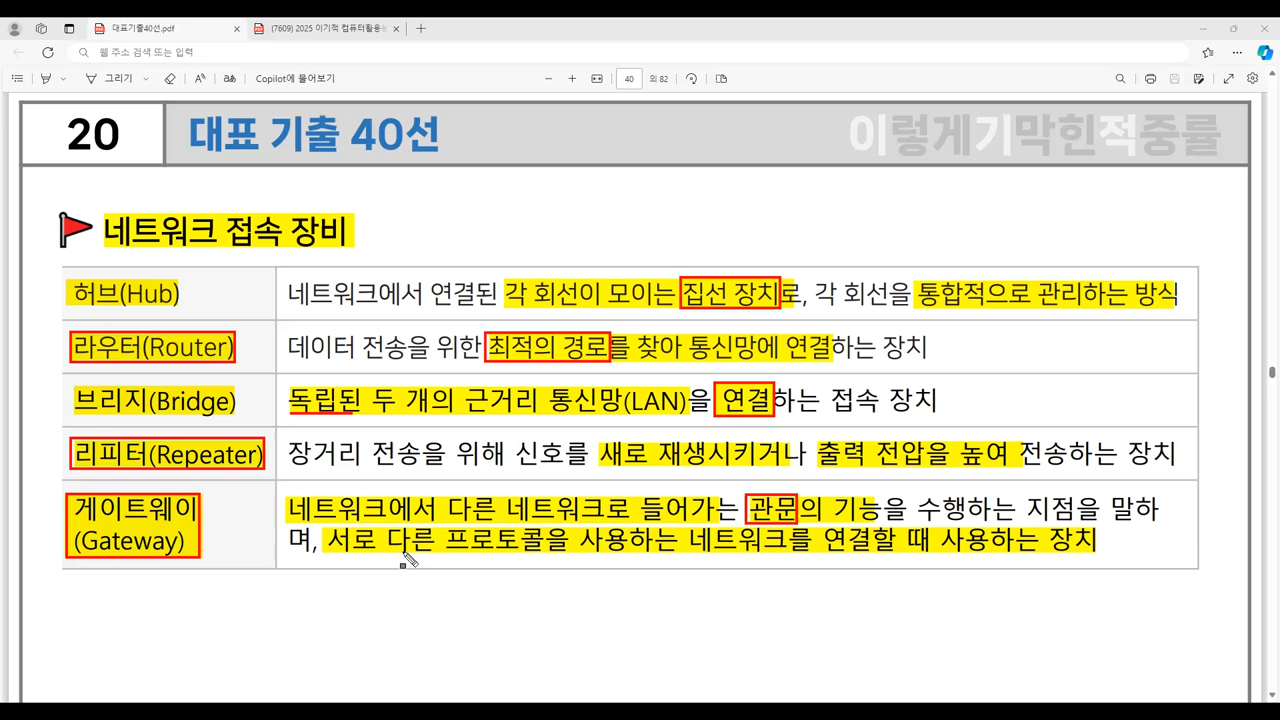 대표기출40선.pdf
(7609) 2025 이기적 컴퓨터활용능
웹 주소 검색 또는 입력
그리기
Copilot에 물어보기
40
외 82
20
대표 기출 40선
이렇게기막힌적중률
네트워크 접속 장비
허브(Hub)
네트워크에서 연결된 각 회선이 모이는 집선 장치로, 각 회선을 통합적으로 관리하는 방식
라우터(Router)
데이터 전송을 위한 최적의 경로를 찾아 통신망에 연결하는 장치
브리지(Bridge)
독립된 두 개의 근거리 통신망(LAN)을 연결하는 접속 장치
리피터(Repeater)
장거리 전송을 위해 신호를 새로 재생시키거나 출력 전압을 높여 전송하는 장치
게이트웨이
(Gateway)
네트워크에서 다른 네트워크로 들어가는 관문의 기능을 수행하는 지점을 말하
며, 서로 다른 프로토콜을 사용하는 네트워크를 연결할 때 사용하는 장치